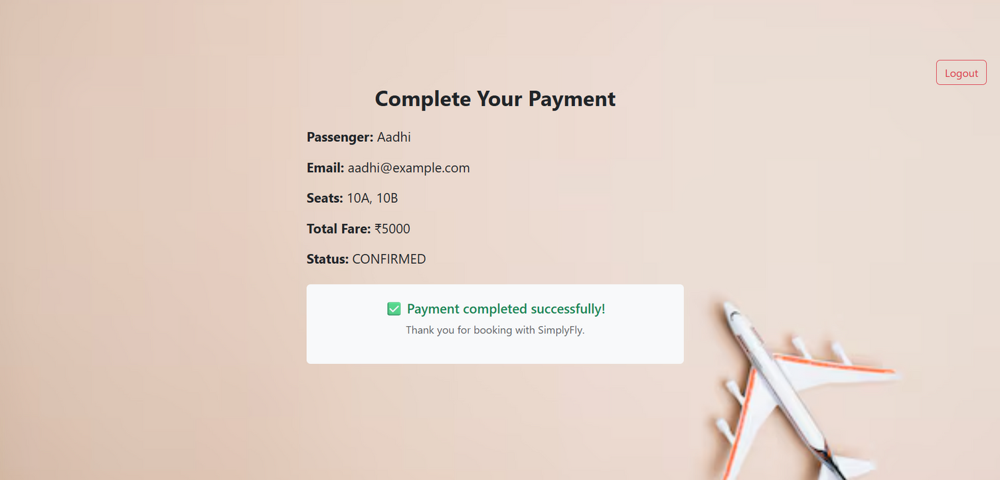 Logout
Complete Your Payment
Passenger: Aadhi
Email: aadhi@example.com
Seats: 10A, 10B
Total Fare: ₹5000
Status: CONFIRMED
✅ Payment completed successfully!
Thank you for booking with SimplyFly.